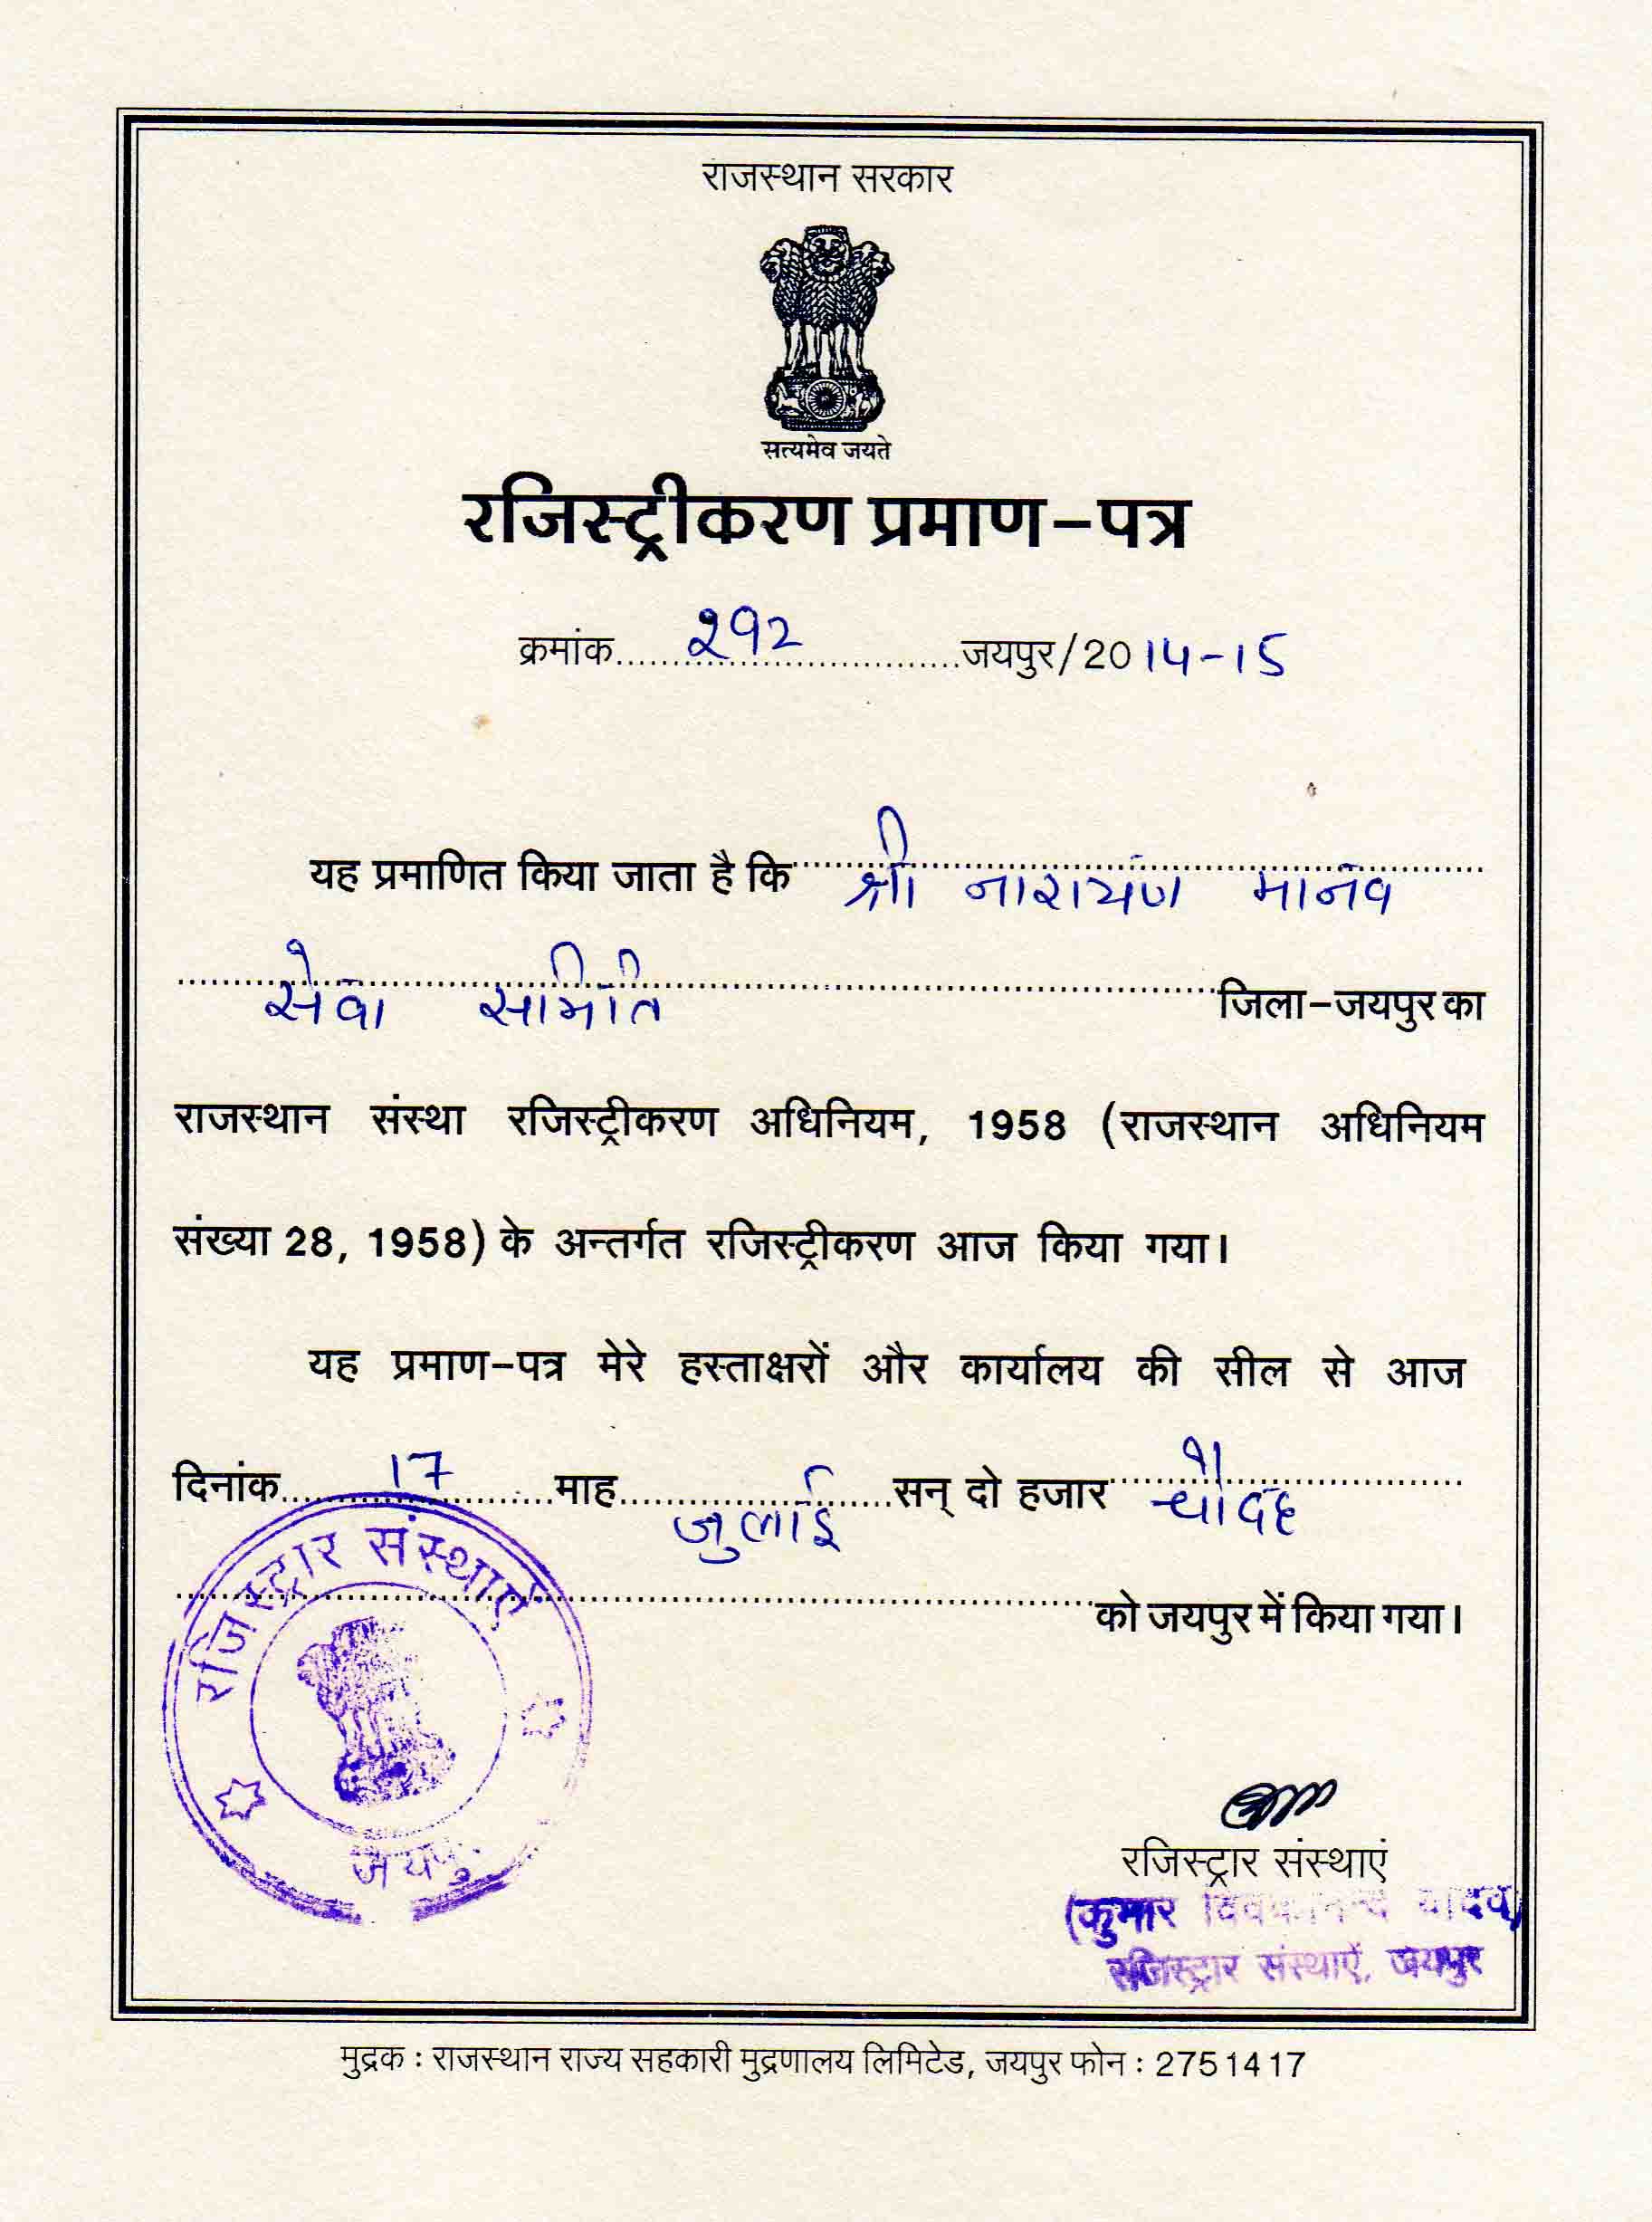 राजस्थान सरकार
सत्यमेव जयते
रजिस्ट्रीकरण प्रमाण-पत्र
क्रमांक 292 जयपुर/2014-15
यह प्रमाणित किया जाता है कि श्री नारायण मानव
सेवा समिति जिला-जयपुर का
राजस्थान संस्था रजिस्ट्रीकरण अधिनियम, 1958 (राजस्थान अधिनियम
संख्या 28, 1958) के अन्तर्गत रजिस्ट्रीकरण आज किया गया।
यह प्रमाण-पत्र मेरे हस्ताक्षरों और कार्यालय की सील से आज
दिनांक 17 माह जुलाई सन् दो हजार चौदह
को जयपुर में किया गया।
रजिस्ट्रार संस्थाऐं
जयपुर
रजिस्ट्रार संस्थाएं
(कुमार विवेकानन्द यादव)
रजिस्ट्रार संस्थाऐं, जयपुर
मुद्रक : राजस्थान राज्य सहकारी मुद्रणालय लिमिटेड, जयपुर फोन : 2751417